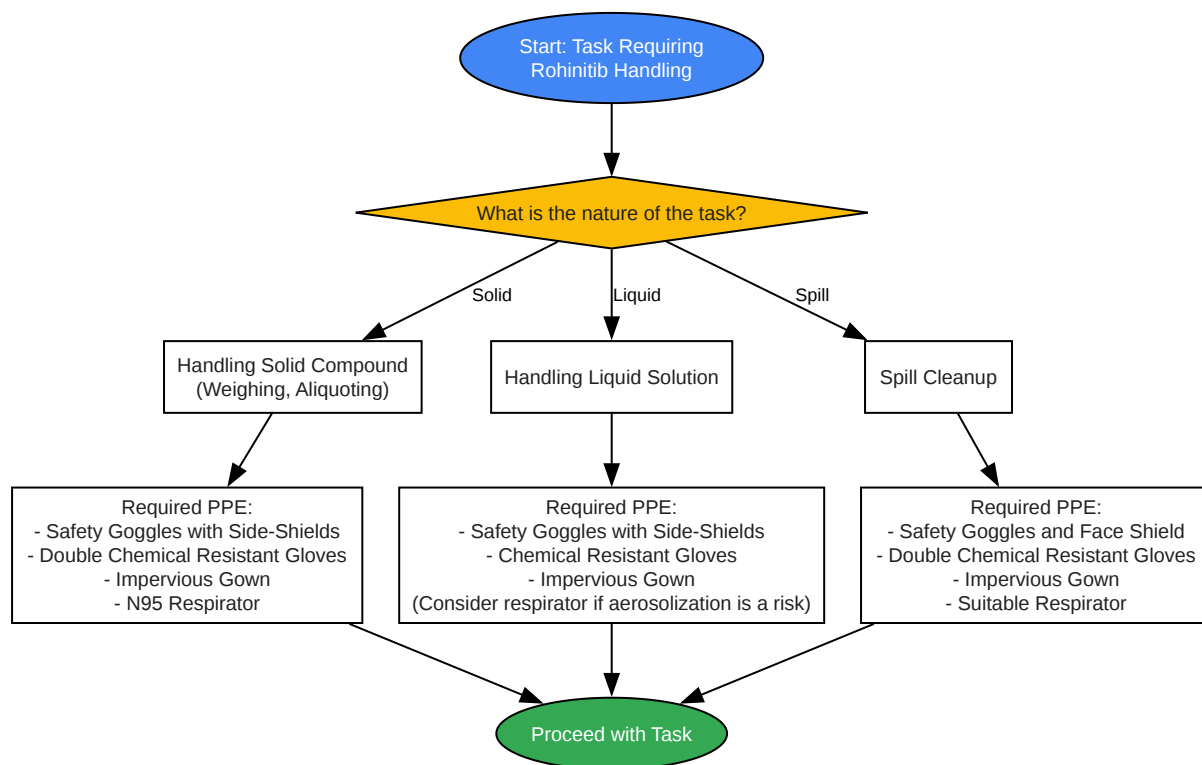 Start: Task Requiring
Rohinitib Handling
What is the nature of the task?
Solid
Liquid
Spill
Handling Solid Compound
(Weighing, Aliquoting)
Handling Liquid Solution
Spill Cleanup
Required PPE:
- Safety Goggles with Side-Shields
- Double Chemical Resistant Gloves
- Impervious Gown
- N95 Respirator
Required PPE:
- Safety Goggles with Side-Shields
- Chemical Resistant Gloves
- Impervious Gown
(Consider respirator if aerosolization is a risk)
Required PPE:
- Safety Goggles and Face Shield
- Double Chemical Resistant Gloves
- Impervious Gown
- Suitable Respirator
Proceed with Task